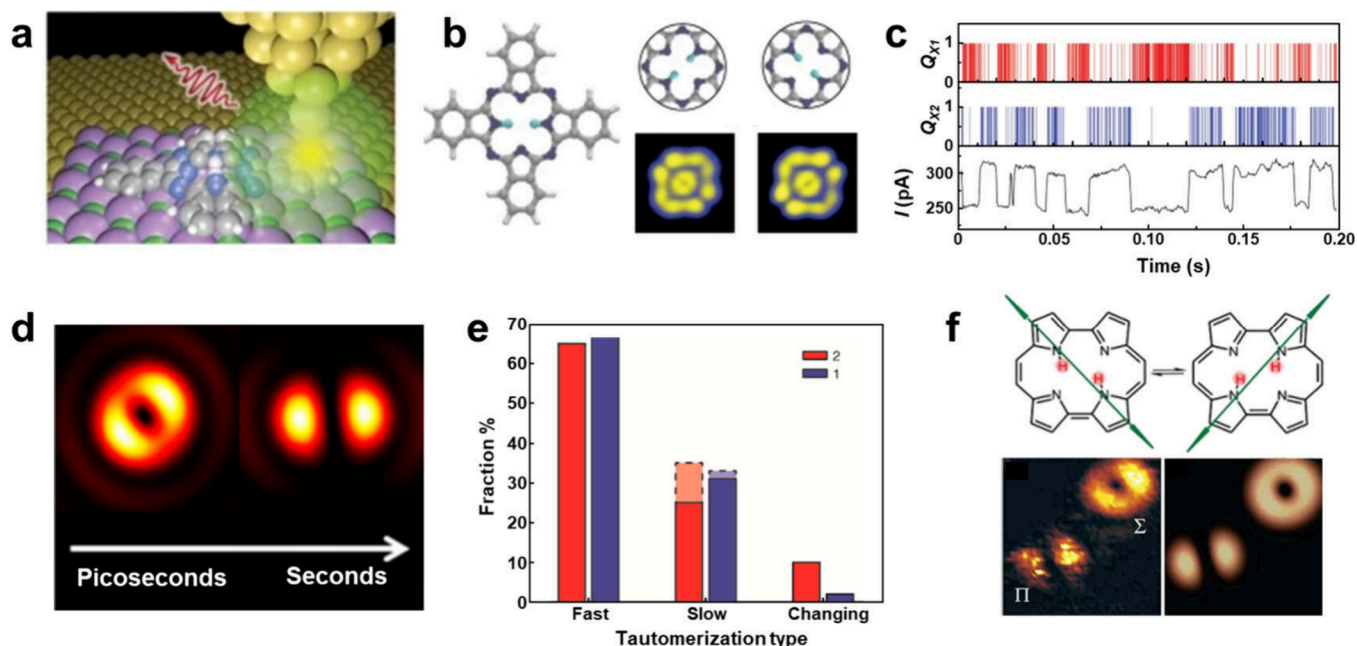 a
b
c
Q_X1
1
0
Q_X2
1
0
I (pA)
300
250
0
0.05
0.10
0.15
0.20
Time (s)
d
Picoseconds
Seconds
e
Fraction %
70
60
50
40
30
20
10
0
2
1
Fast
Slow
Changing
Tautomerization type
f
N
N
H
H
N
N
N
N
H
H
N
N
Σ
Π